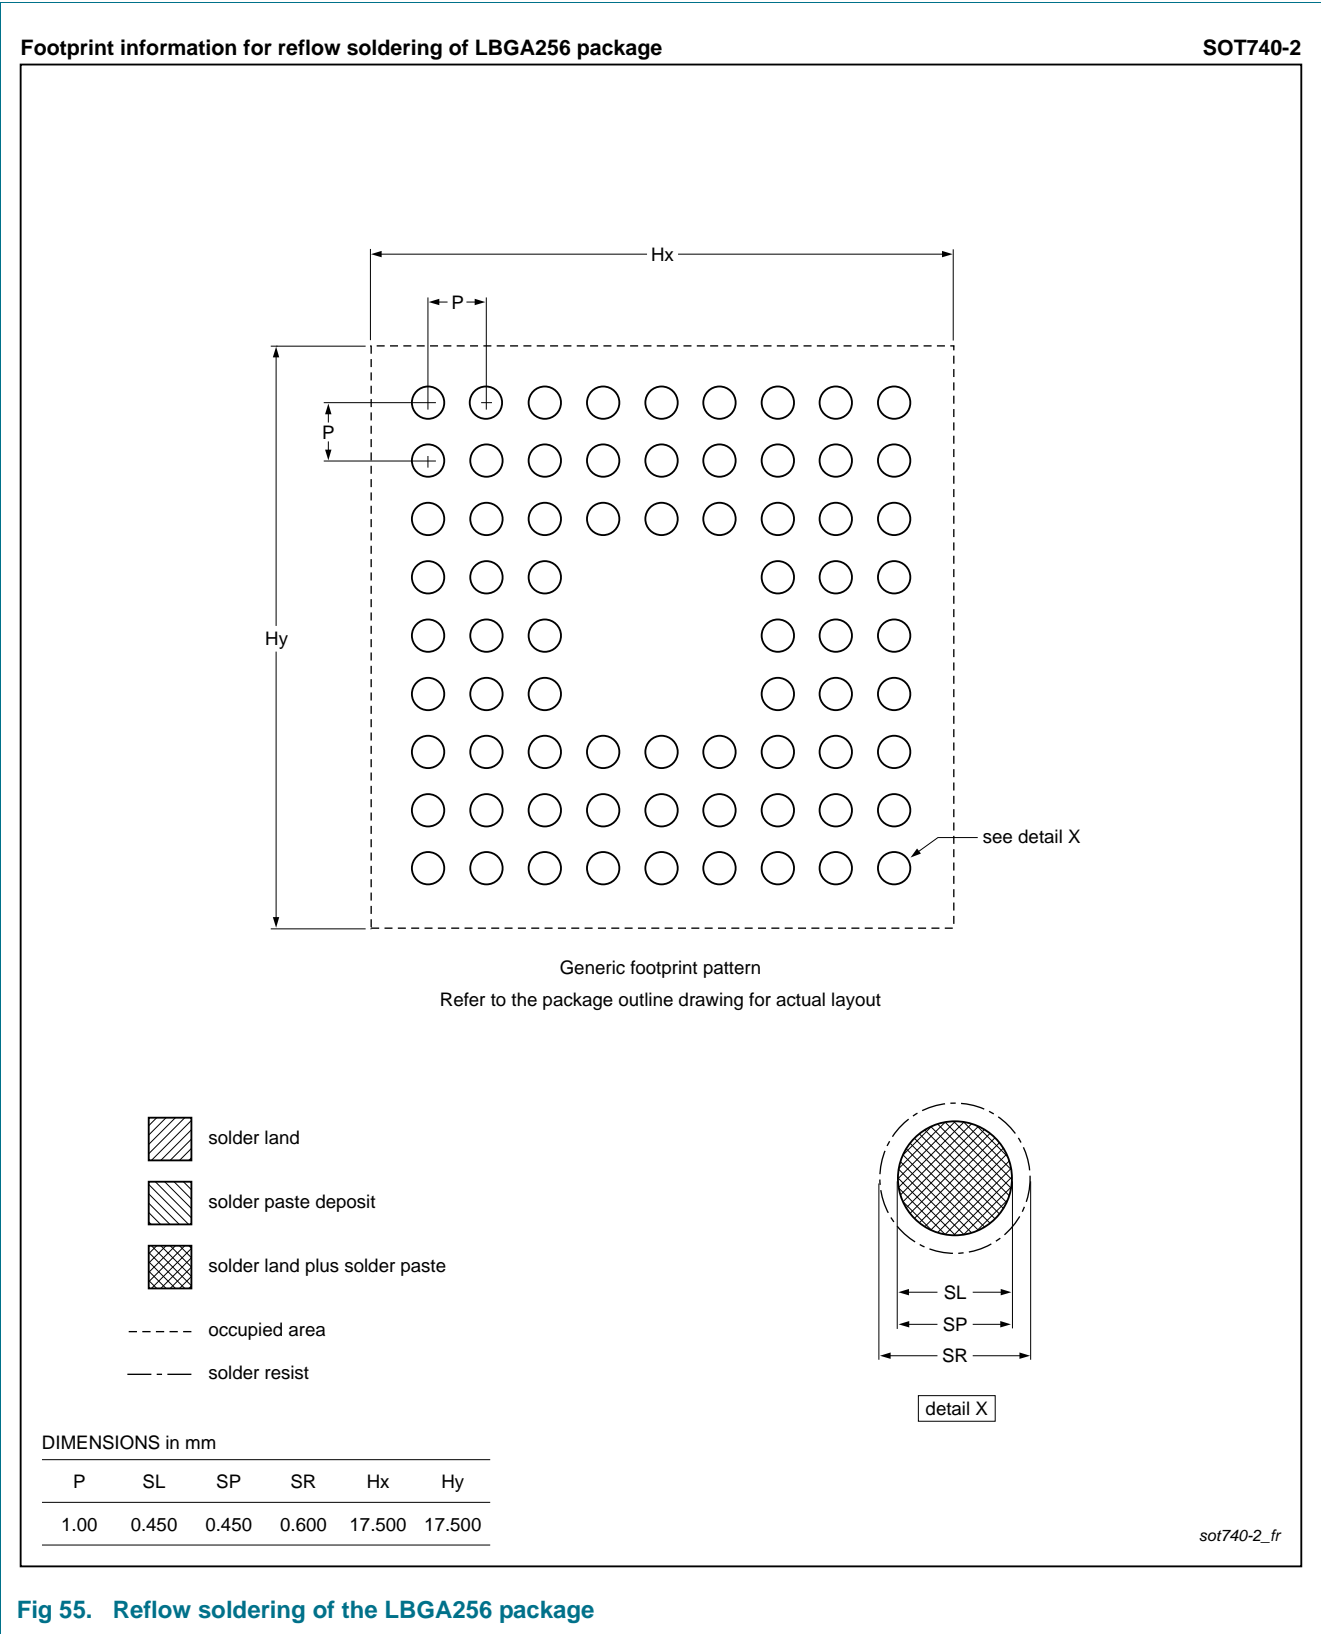 Footprint information for reflow soldering of LBGA256 package SOT740-2
Hx
P
P
Hy
see detail X
Generic footprint pattern
Refer to the package outline drawing for actual layout
solder land
solder paste deposit
solder land plus solder paste
occupied area
solder resist
SL
SP
SR
detail X
DIMENSIONS in mm
P SL SP SR Hx Hy
1.00 0.450 0.450 0.600 17.500 17.500
sot740-2_fr
Fig 55. Reflow soldering of the LBGA256 package